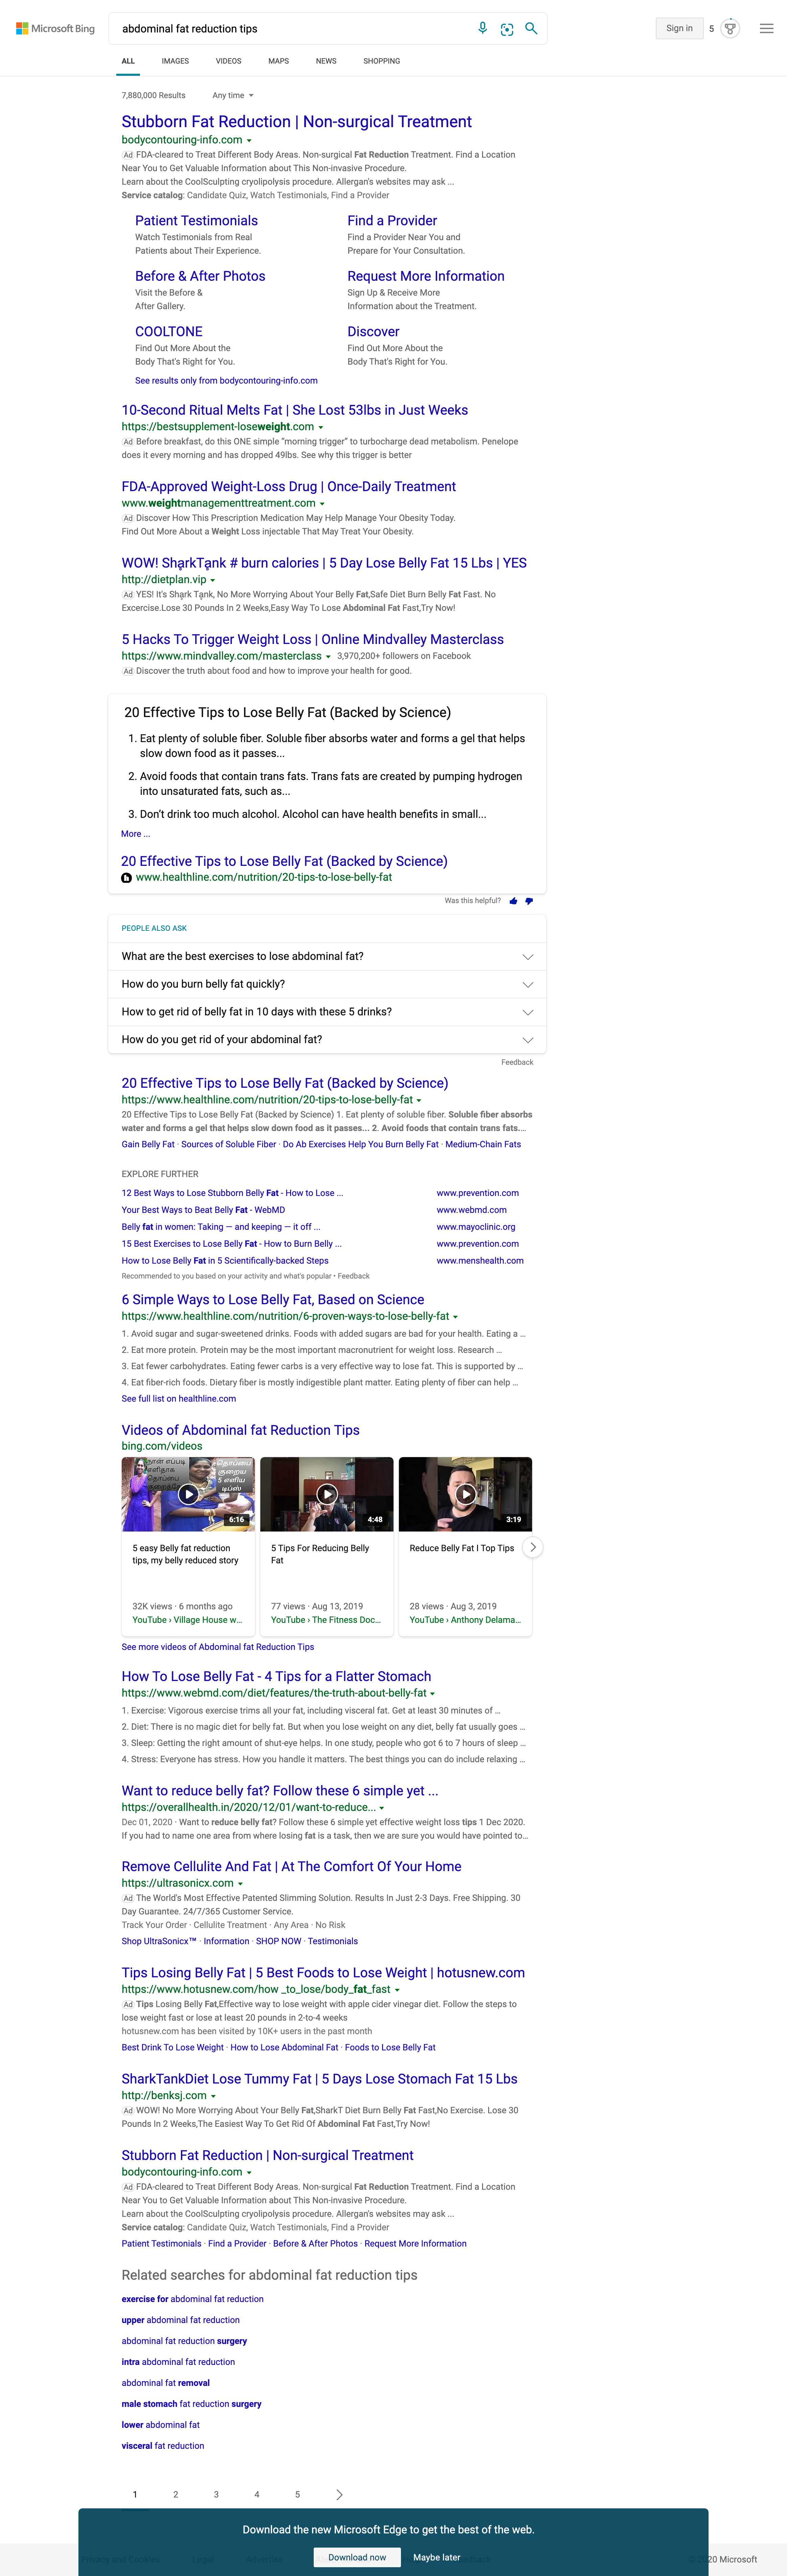 Microsoft Bing
abdominal fat reduction tips
Sign in
5
ALL IMAGES VIDEOS MAPS NEWS SHOPPING
7,880,000 Results Any time
Stubborn Fat Reduction | Non-surgical Treatment
bodycontouring-info.com
Ad FDA-cleared to Treat Different Body Areas. Non-surgical Fat Reduction Treatment. Find a Location
Near You to Get Valuable Information about This Non-invasive Procedure.
Learn about the CoolSculpting cryolipolysis procedure. Allergan's websites may ask ...
Service catalog: Candidate Quiz, Watch Testimonials, Find a Provider
Patient Testimonials
Watch Testimonials from Real
Patients about Their Experience.
Find a Provider
Find a Provider Near You and
Prepare for Your Consultation.
Before & After Photos
Visit the Before &
After Gallery.
Request More Information
Sign Up & Receive More
Information about the Treatment.
COOLTONE
Find Out More About the
Body That's Right for You.
Discover
Find Out More About the
Body That's Right for You.
See results only from bodycontouring-info.com
10-Second Ritual Melts Fat | She Lost 53lbs in Just Weeks
https://bestsupplement-loseweight.com
Ad Before breakfast, do this ONE simple “morning trigger” to turbocharge dead metabolism. Penelope
does it every morning and has dropped 49lbs. See why this trigger is better
FDA-Approved Weight-Loss Drug | Once-Daily Treatment
www.weightmanagementtreatment.com
Ad Discover How This Prescription Medication May Help Manage Your Obesity Today.
Find Out More About a Weight Loss injectable That May Treat Your Obesity.
WOW! ShạrkTạnk # burn calories | 5 Day Lose Belly Fat 15 Lbs | YES
http://dietplan.vip
Ad YES! It's Shạrk Tạnk, No More Worrying About Your Belly Fat,Safe Diet Burn Belly Fat Fast. No
Excercise.Lose 30 Pounds In 2 Weeks,Easy Way To Lose Abdominal Fat Fast,Try Now!
5 Hacks To Trigger Weight Loss | Online Mindvalley Masterclass
https://www.mindvalley.com/masterclass 3,970,200+ followers on Facebook
Ad Discover the truth about food and how to improve your health for good.
20 Effective Tips to Lose Belly Fat (Backed by Science)
1. Eat plenty of soluble fiber. Soluble fiber absorbs water and forms a gel that helps
slow down food as it passes...
2. Avoid foods that contain trans fats. Trans fats are created by pumping hydrogen
into unsaturated fats, such as...
3. Don’t drink too much alcohol. Alcohol can have health benefits in small...
More ...
20 Effective Tips to Lose Belly Fat (Backed by Science)
www.healthline.com/nutrition/20-tips-to-lose-belly-fat
Was this helpful?
PEOPLE ALSO ASK
What are the best exercises to lose abdominal fat?
How do you burn belly fat quickly?
How to get rid of belly fat in 10 days with these 5 drinks?
How do you get rid of your abdominal fat?
Feedback
20 Effective Tips to Lose Belly Fat (Backed by Science)
https://www.healthline.com/nutrition/20-tips-to-lose-belly-fat
20 Effective Tips to Lose Belly Fat (Backed by Science) 1. Eat plenty of soluble fiber. Soluble fiber absorbs
water and forms a gel that helps slow down food as it passes... 2. Avoid foods that contain trans fats....
Gain Belly Fat · Sources of Soluble Fiber · Do Ab Exercises Help You Burn Belly Fat · Medium-Chain Fats
EXPLORE FURTHER
12 Best Ways to Lose Stubborn Belly Fat - How to Lose ... www.prevention.com
Your Best Ways to Beat Belly Fat - WebMD www.webmd.com
Belly fat in women: Taking — and keeping — it off ... www.mayoclinic.org
15 Best Exercises to Lose Belly Fat - How to Burn Belly ... www.prevention.com
How to Lose Belly Fat in 5 Scientifically-backed Steps www.menshealth.com
Recommended to you based on your activity and what's popular • Feedback
6 Simple Ways to Lose Belly Fat, Based on Science
https://www.healthline.com/nutrition/6-proven-ways-to-lose-belly-fat
1. Avoid sugar and sugar-sweetened drinks. Foods with added sugars are bad for your health. Eating a ...
2. Eat more protein. Protein may be the most important macronutrient for weight loss. Research ...
3. Eat fewer carbohydrates. Eating fewer carbs is a very effective way to lose fat. This is supported by ...
4. Eat fiber-rich foods. Dietary fiber is mostly indigestible plant matter. Eating plenty of fiber can help ...
See full list on healthline.com
Videos of Abdominal fat Reduction Tips
bing.com/videos
6:16
4:48
3:19
5 easy Belly fat reduction
tips, my belly reduced story
32K views · 6 months ago
YouTube › Village House w...
5 Tips For Reducing Belly
Fat
77 views · Aug 13, 2019
YouTube › The Fitness Doc...
Reduce Belly Fat I Top Tips
28 views · Aug 3, 2019
YouTube › Anthony Delama...
See more videos of Abdominal fat Reduction Tips
How To Lose Belly Fat - 4 Tips for a Flatter Stomach
https://www.webmd.com/diet/features/the-truth-about-belly-fat
1. Exercise: Vigorous exercise trims all your fat, including visceral fat. Get at least 30 minutes of ...
2. Diet: There is no magic diet for belly fat. But when you lose weight on any diet, belly fat usually goes ...
3. Sleep: Getting the right amount of shut-eye helps. In one study, people who got 6 to 7 hours of sleep ...
4. Stress: Everyone has stress. How you handle it matters. The best things you can do include relaxing ...
Want to reduce belly fat? Follow these 6 simple yet ...
https://overallhealth.in/2020/12/01/want-to-reduce...
Dec 01, 2020 · Want to reduce belly fat? Follow these 6 simple yet effective weight loss tips 1 Dec 2020.
If you had to name one area from where losing fat is a task, then we are sure you would have pointed to...
Remove Cellulite And Fat | At The Comfort Of Your Home
https://ultrasonicx.com
Ad The World's Most Effective Patented Slimming Solution. Results In Just 2-3 Days. Free Shipping. 30
Day Guarantee. 24/7/365 Customer Service.
Track Your Order · Cellulite Treatment · Any Area · No Risk
Shop UltraSonicx™ · Information · SHOP NOW · Testimonials
Tips Losing Belly Fat | 5 Best Foods to Lose Weight | hotusnew.com
https://www.hotusnew.com/how _to_lose/body_fat_fast
Ad Tips Losing Belly Fat,Effective way to lose weight with apple cider vinegar diet. Follow the steps to
lose weight fast or lose at least 20 pounds in 2-to-4 weeks
hotusnew.com has been visited by 10K+ users in the past month
Best Drink To Lose Weight · How to Lose Abdominal Fat · Foods to Lose Belly Fat
SharkTankDiet Lose Tummy Fat | 5 Days Lose Stomach Fat 15 Lbs
http://benksj.com
Ad WOW! No More Worrying About Your Belly Fat,SharkT Diet Burn Belly Fat Fast,No Exercise. Lose 30
Pounds In 2 Weeks,The Easiest Way To Get Rid Of Abdominal Fat Fast,Try Now!
Stubborn Fat Reduction | Non-surgical Treatment
bodycontouring-info.com
Ad FDA-cleared to Treat Different Body Areas. Non-surgical Fat Reduction Treatment. Find a Location
Near You to Get Valuable Information about This Non-invasive Procedure.
Learn about the CoolSculpting cryolipolysis procedure. Allergan's websites may ask ...
Service catalog: Candidate Quiz, Watch Testimonials, Find a Provider
Patient Testimonials · Find a Provider · Before & After Photos · Request More Information
Related searches for abdominal fat reduction tips
exercise for abdominal fat reduction
upper abdominal fat reduction
abdominal fat reduction surgery
intra abdominal fat reduction
abdominal fat removal
male stomach fat reduction surgery
lower abdominal fat
visceral fat reduction
1 2 3 4 5
Download the new Microsoft Edge to get the best of the web.
Download now Maybe later
20 Microsoft